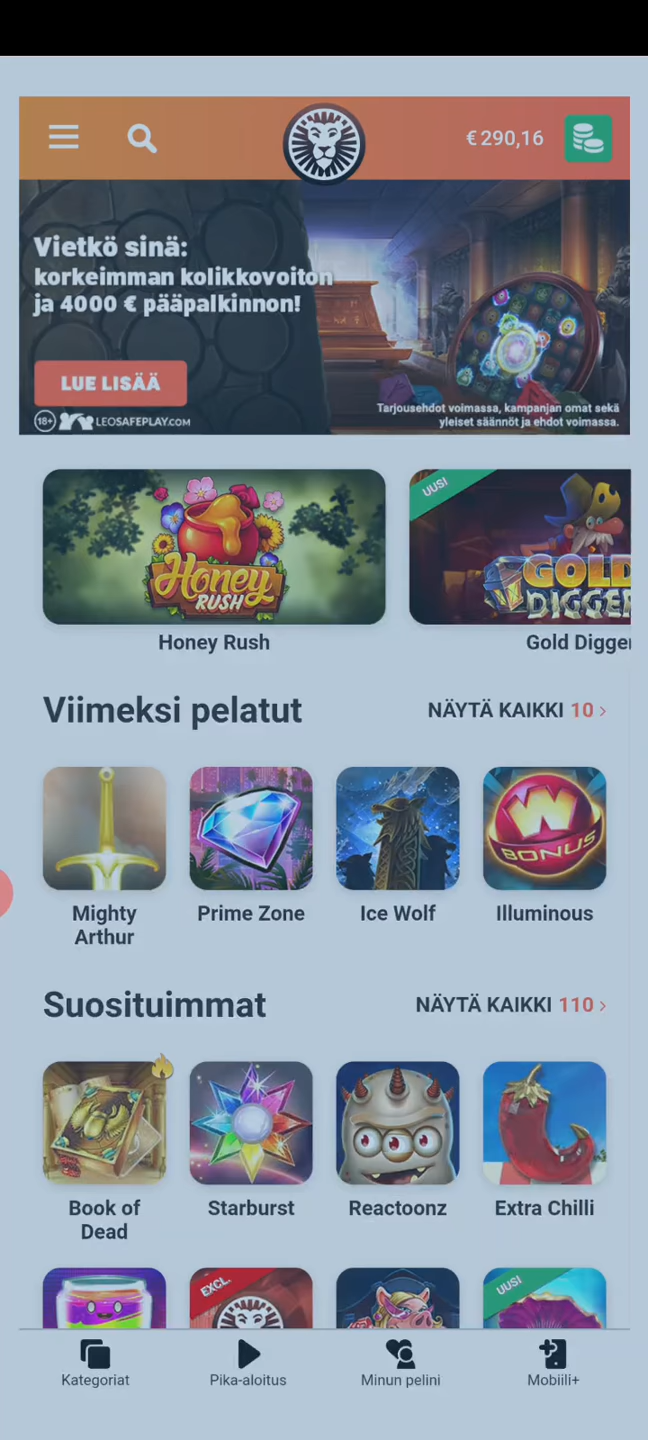 € 290,16
Vietkö sinä:
korkeimman kolikkovoiton
ja 4000 € pääpalkinnon!
LUE LISÄÄ
18+ LEOSAFEPLAY.COM
Tarjousehdot voimassa, kampanjan omat sekä
yleiset säännöt ja ehdot voimassa.
Honey
RUSH
UUSI
GOLD
DIGGER
Honey Rush
Gold Digger
Viimeksi pelatut
NÄYTÄ KAIKKI 10 >
W
BONUS
Mighty
Arthur
Prime Zone
Ice Wolf
Illuminous
Suosituimmat
NÄYTÄ KAIKKI 110 >
Book of
Dead
Starburst
Reactoonz
Extra Chilli
EXCL.
UUSI
Kategoriat
Pika-aloitus
Minun pelini
Mobiili+